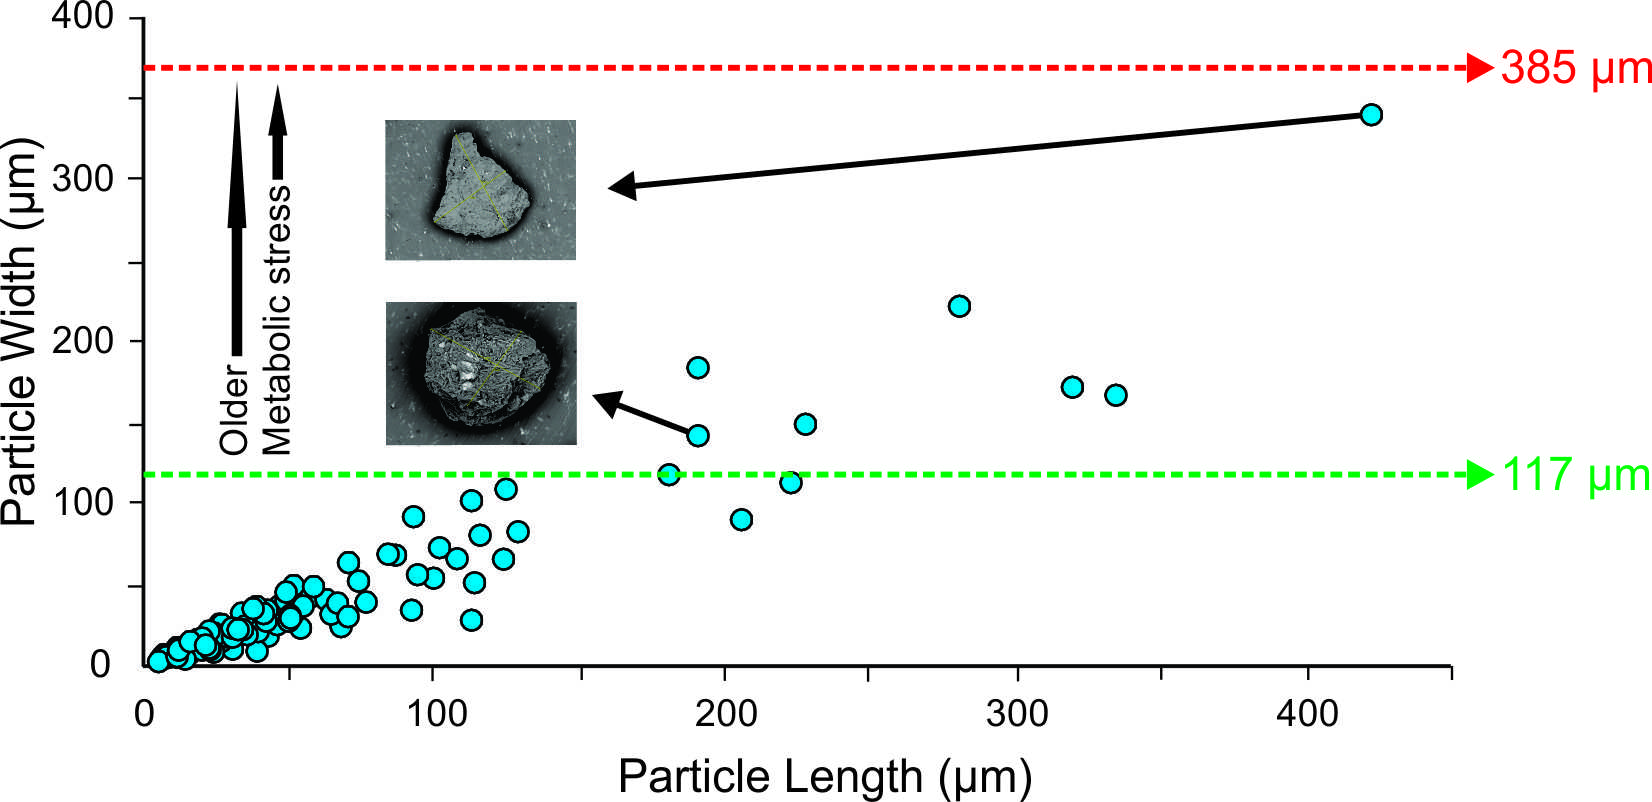 400
300
200
100
0
Particle Width (µm)
Older
Metabolic stress
385 µm
117 µm
0
100
200
300
400
Particle Length (µm)